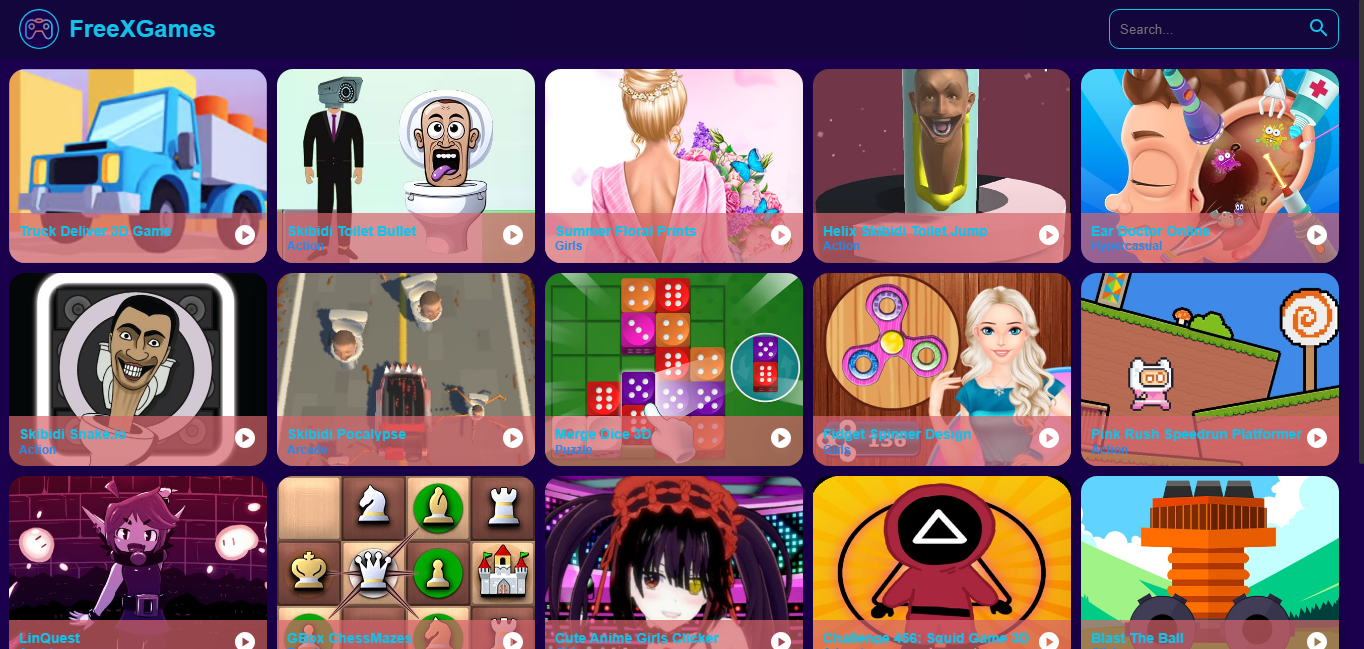 FreeXGames
Search...
Truck Deliver 3D Game
Skibidi Toilet Bullet
Action
Summer Floral Prints
Girls
Helix Skibidi Toilet Jump
Action
Ear Doctor Online
Hypercasual
Skibidi Snake.io
Action
Skibidi Pocalypse
Arcade
Merge Dice 3D
Puzzle
Fidget Spinner Design
Girls
Pink Rush Speedrun Platformer
Action
LinQuest
GBox ChessMazes
Cute Anime Girls Clicker
Challenge 456: Squid Game 3D
Blast The Ball